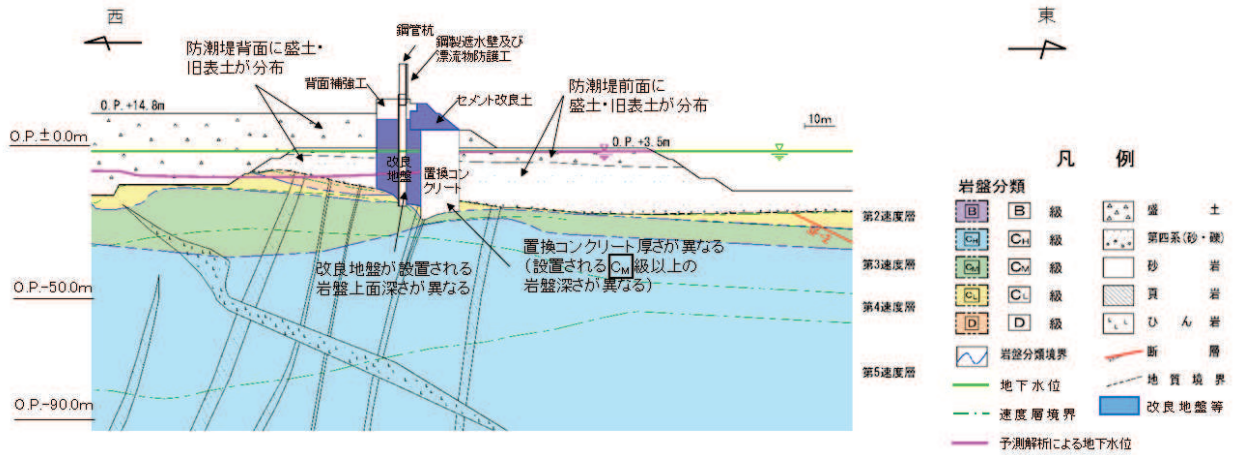 西
東
鋼管杭
鋼製遮水壁及び
漂流物防護工
防潮堤背面に盛土・
旧表土が分布
背面補強工
セメント改良土
防潮堤前面に
盛土・旧表土が分布
O.P.+14.8m
10m
O.P.±0.0m
O.P.+3.5m
改良
地盤
置換コン
クリート
第2速度層
置換コンクリート厚さが異なる
（設置されるCM級以上の
岩盤深さが異なる）
改良地盤が設置される
岩盤上面深さが異なる
第3速度層
O.P.-50.0m
第4速度層
第5速度層
O.P.-90.0m
凡 例
岩盤分類
B B 級
CH CH 級
CM CM 級
CL CL 級
D D 級
岩盤分類境界
地下水位
速度層境界
予測解析による地下水位
盛 土
第四系(砂・礫)
砂 岩
頁 岩
ひ ん 岩
断 層
地 質 境 界
改良地盤等